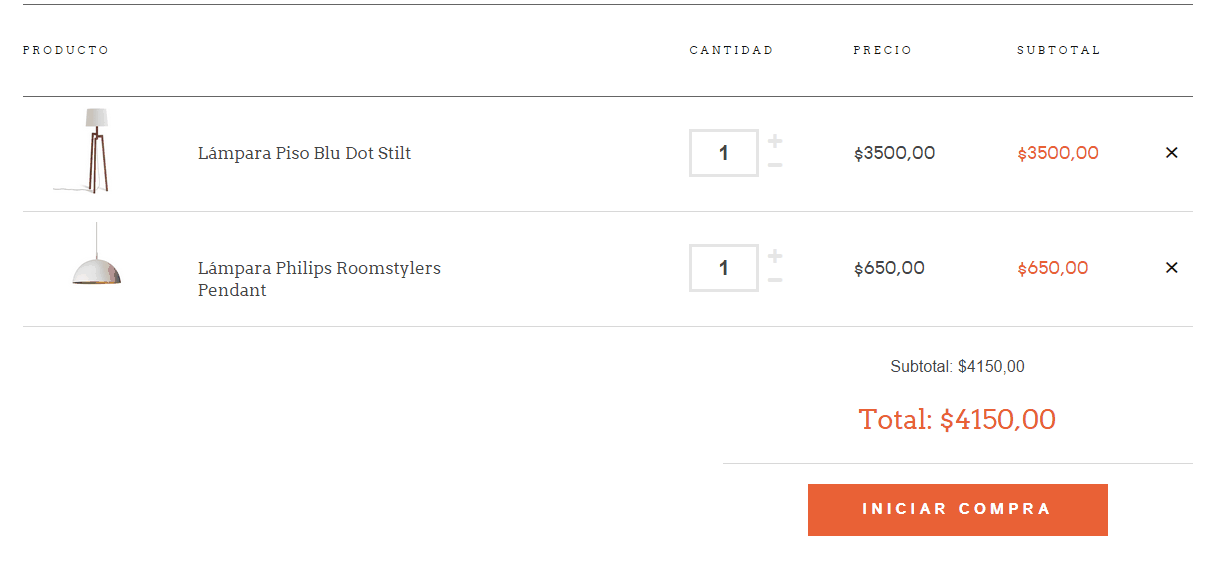 PRODUCTO CANTIDAD PRECIO SUBTOTAL
Lámpara Piso Blu Dot Stilt 1 + − $3500,00 $3500,00 ×
Lámpara Philips Roomstylers
Pendant 1 + − $650,00 $650,00 ×
Subtotal: $4150,00
Total: $4150,00
INICIAR COMPRA